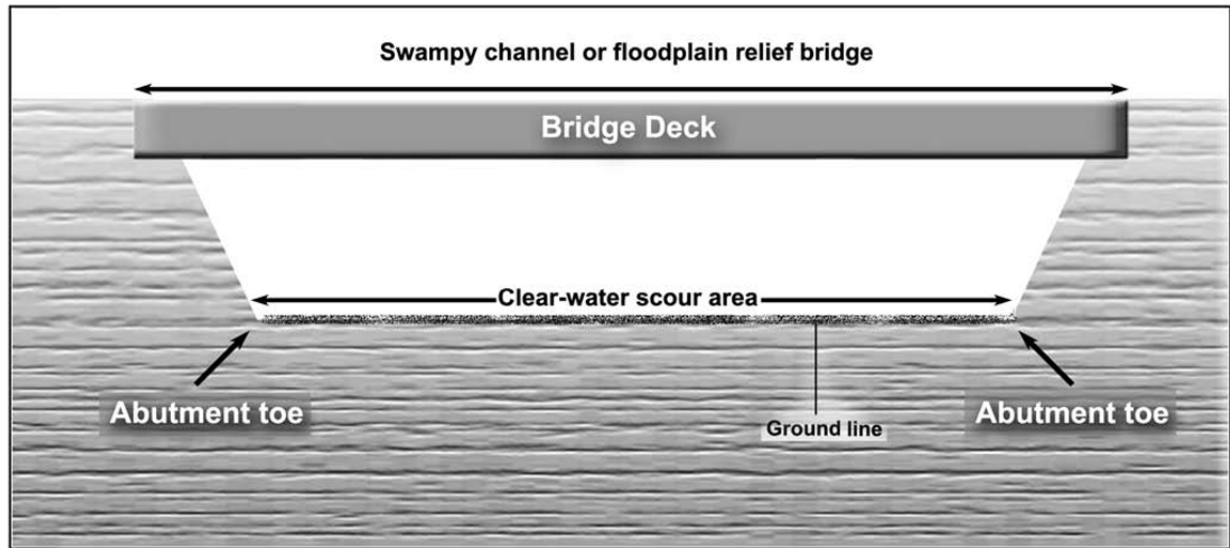 Swampy channel or floodplain relief bridge
Bridge Deck
Clear-water scour area
Abutment toe
Abutment toe
Ground line